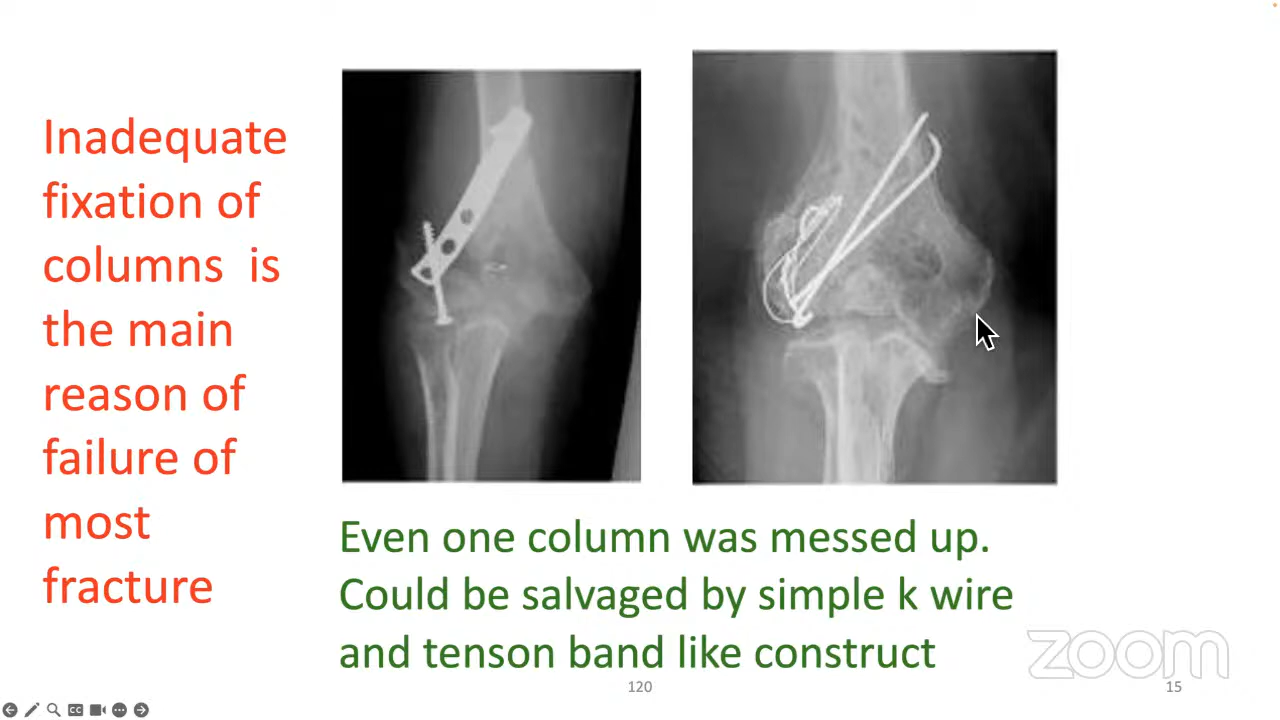 Inadequate
fixation of
columns is
the main
reason of
failure of
most
fracture
Even one column was messed up.
Could be salvaged by simple k wire
and tenson band like construct
zoom
120
15
CC